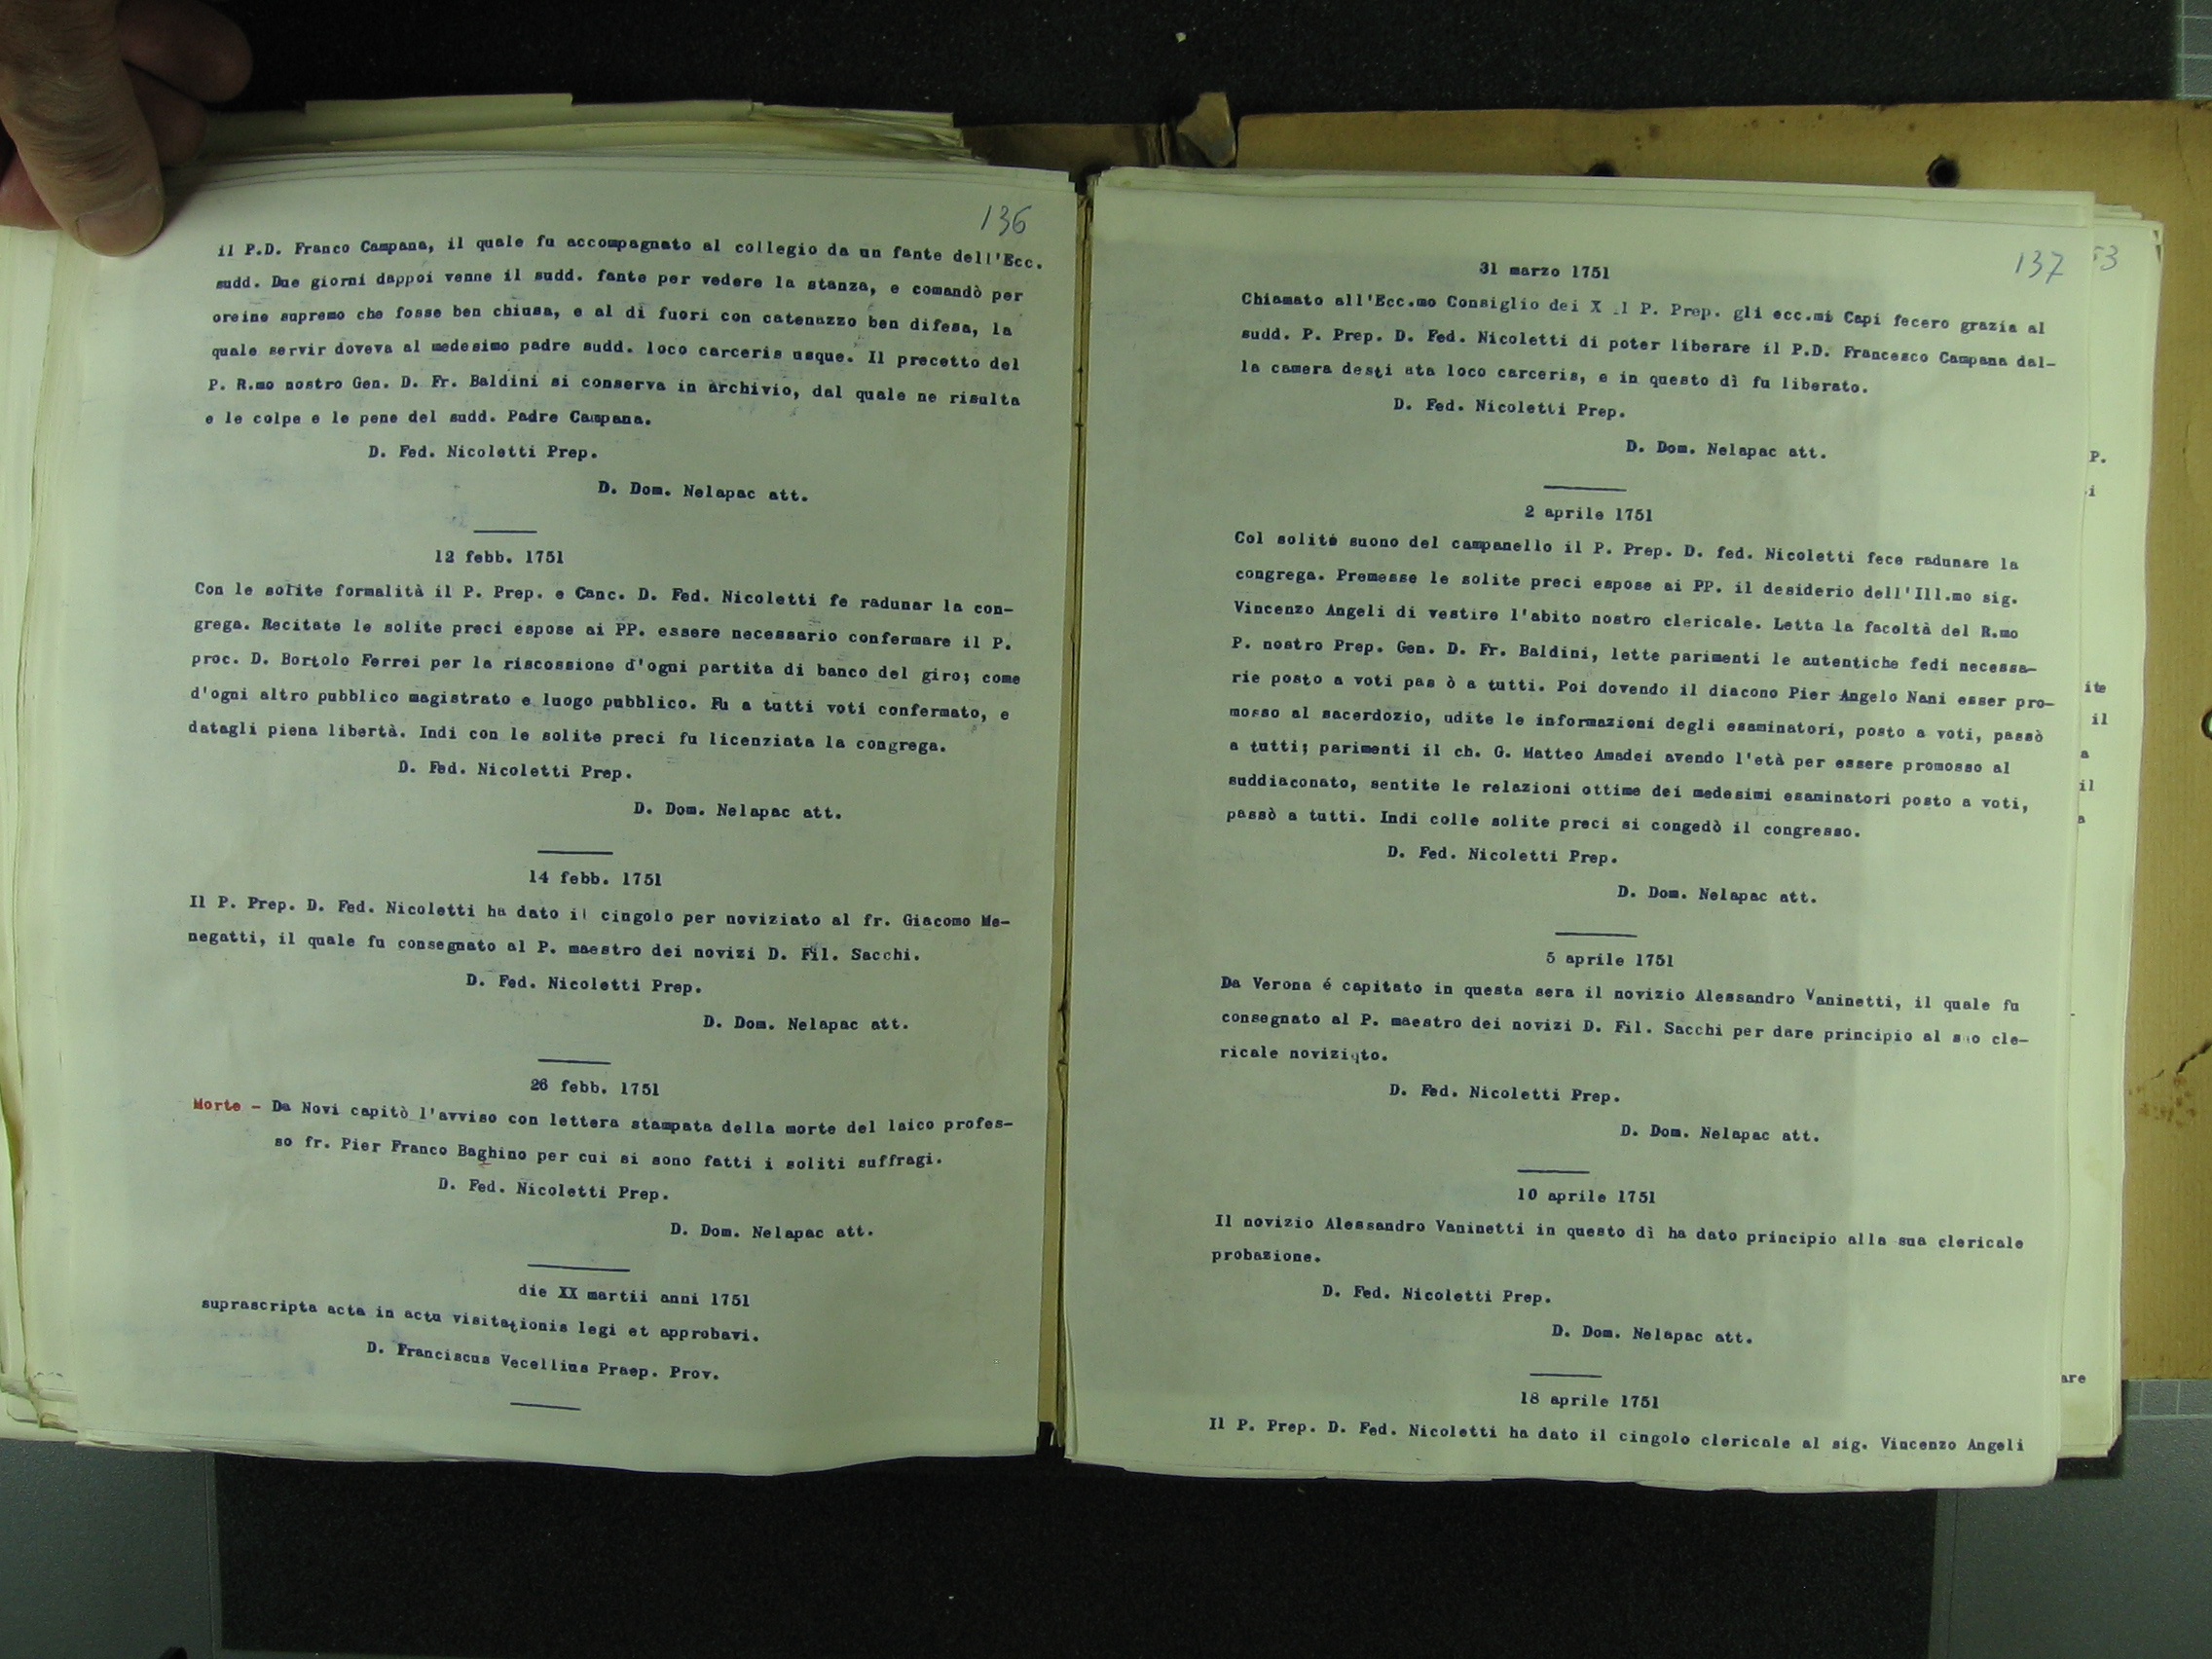 136
il P.D. Franco Campana, il quale fu accompagnato al collegio da un fante dell'Ecc.
sudd. Due giorni dappoi venne il sudd. fante per vedere la stanza, e comandò per
oreine supremo che fosse ben chiusa, e al di fuori con catenazzo ben difesa, la
quale servir doveva al medesimo padre sudd. loco carceris usque. Il precetto del
P. R.mo nostro Gen. D. Fr. Baldini si conserva in archivio, dal quale ne risulta
e le colpe e le pene del sudd. Padre Campana.
D. Fed. Nicoletti Prep.
D. Dom. Nelapac att.
12 febb. 1751
Con le solite formalità il P. Prep. e Canc. D. Fed. Nicoletti fe radunar la con-
grega. Recitate le solite preci espose ai PP. essere necessario confermare il P.
proc. D. Bortolo Ferrei per la riscossione d'ogni partita di banco del giro; come
d'ogni altro pubblico magistrato e luogo pubblico. Fu a tutti voti confermato, e
datagli piena libertà. Indi con le solite preci fu licenziata la congrega.
D. Fed. Nicoletti Prep.
D. Dom. Nelapac att.
14 febb. 1751
Il P. Prep. D. Fed. Nicoletti ha dato il cingolo per noviziato al fr. Giacomo Me-
negatti, il quale fu consegnato al P. maestro dei novizi D. Fil. Sacchi.
D. Fed. Nicoletti Prep.
D. Dom. Nelapac att.
26 febb. 1751
Morte - Da Novi capitò l'avviso con lettera stampata della morte del laico profes-
so fr. Pier Franco Baghino per cui si sono fatti i soliti suffragi.
D. Fed. Nicoletti Prep.
D. Dom. Nelapac att.
die XX martii anni 1751
suprascripta acta in actu visitationis legi et approbavi.
D. Franciscus Vecellius Praep. Prov.
137
31 marzo 1751
Chiamato all'Ecc.mo Consiglio dei X il P. Prep. gli ecc.mi Capi fecero grazia al
sudd. P. Prep. D. Fed. Nicoletti di poter liberare il P.D. Francesco Campana dal-
la camera desti ata loco carceris, e in questo dì fu liberato.
D. Fed. Nicoletti Prep.
D. Dom. Nelapac att.
2 aprile 1751
Col solito suono del campanello il P. Prep. D. fed. Nicoletti fece radunare la
congrega. Premesse le solite preci espose ai PP. il desiderio dell'Ill.mo sig.
Vincenzo Angeli di vestire l'abito nostro clericale. Letta la facoltà del R.mo
P. nostro Prep. Gen. D. Fr. Baldini, lette parimenti le autentiche fedi necessa-
rie posto a voti pas ò a tutti. Poi dovendo il diacono Pier Angelo Nani esser pro-
mosso al sacerdozio, udite le informazioni degli esaminatori, posto a voti, passò
a tutti; parimenti il ch. G. Matteo Amadei avendo l'età per essere promosso al
suddiaconato, sentite le relazioni ottime dei medesimi esaminatori posto a voti,
passò a tutti. Indi colle solite preci si congedò il congresso.
D. Fed. Nicoletti Prep.
D. Dom. Nelapac att.
5 aprile 1751
Da Verona é capitato in questa sera il novizio Alessandro Vaninetti, il quale fu
consegnato al P. maestro dei novizi D. Fil. Sacchi per dare principio al suo cle-
ricale noviziato.
D. Fed. Nicoletti Prep.
D. Dom. Nelapac att.
10 aprile 1751
Il novizio Alessandro Vaninetti in questo dì ha dato principio alla sua clericale
probazione.
D. Fed. Nicoletti Prep.
D. Dom. Nelapac att.
18 aprile 1751
Il P. Prep. D. Fed. Nicoletti ha dato il cingolo clericale al sig. Vincenzo Angeli